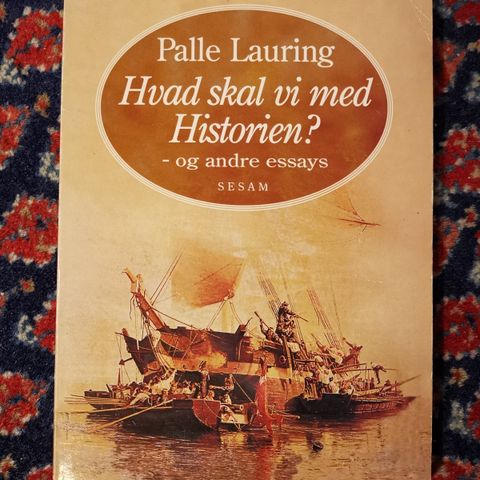 Palle Lauring
Hvad skal vi med
Historien?
- og andre essays
SESAM